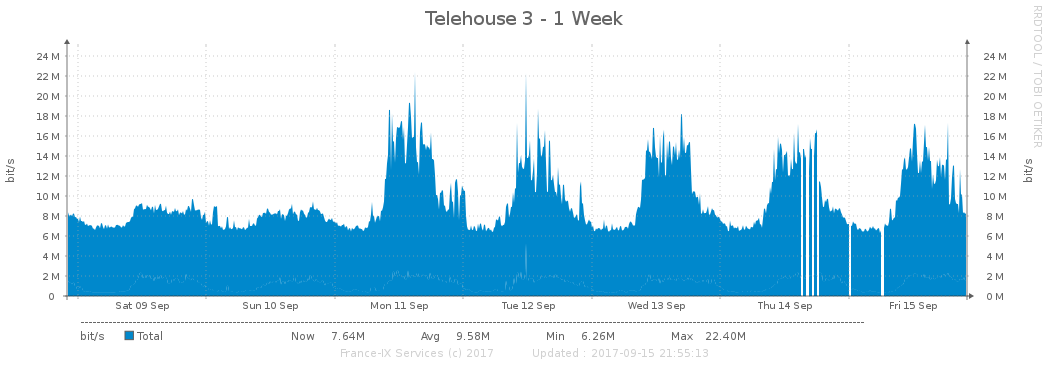 Telehouse 3 - 1 Week
RRDTOOL / TOBI OETIKER
bit/s
bit/s
24 M 24 M
22 M 22 M
20 M 20 M
18 M 18 M
16 M 16 M
14 M 14 M
12 M 12 M
10 M 10 M
8 M 8 M
6 M 6 M
4 M 4 M
2 M 2 M
0 0 M
Sat 09 Sep Sun 10 Sep Mon 11 Sep Tue 12 Sep Wed 13 Sep Thu 14 Sep Fri 15 Sep
bit/s Total Now 7.64M Avg 9.58M Min 6.26M Max 22.40M
France-IX Services (c) 2017 Updated : 2017-09-15 21:55:13